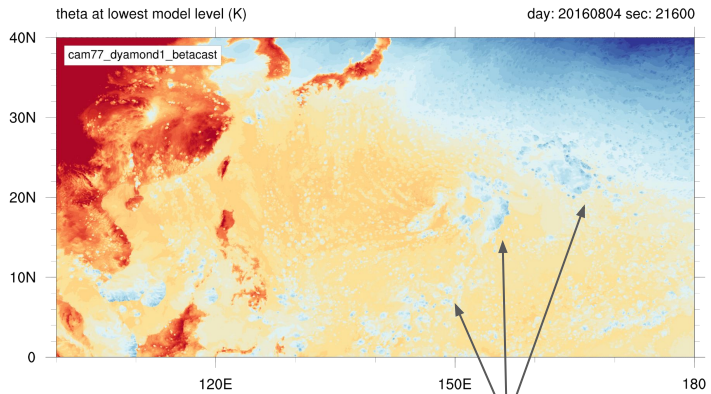 theta at lowest model level (K)
day: 20160804 sec: 21600
cam77_dyamond1_betacast
40N
30N
20N
10N
0
120E
150E
180